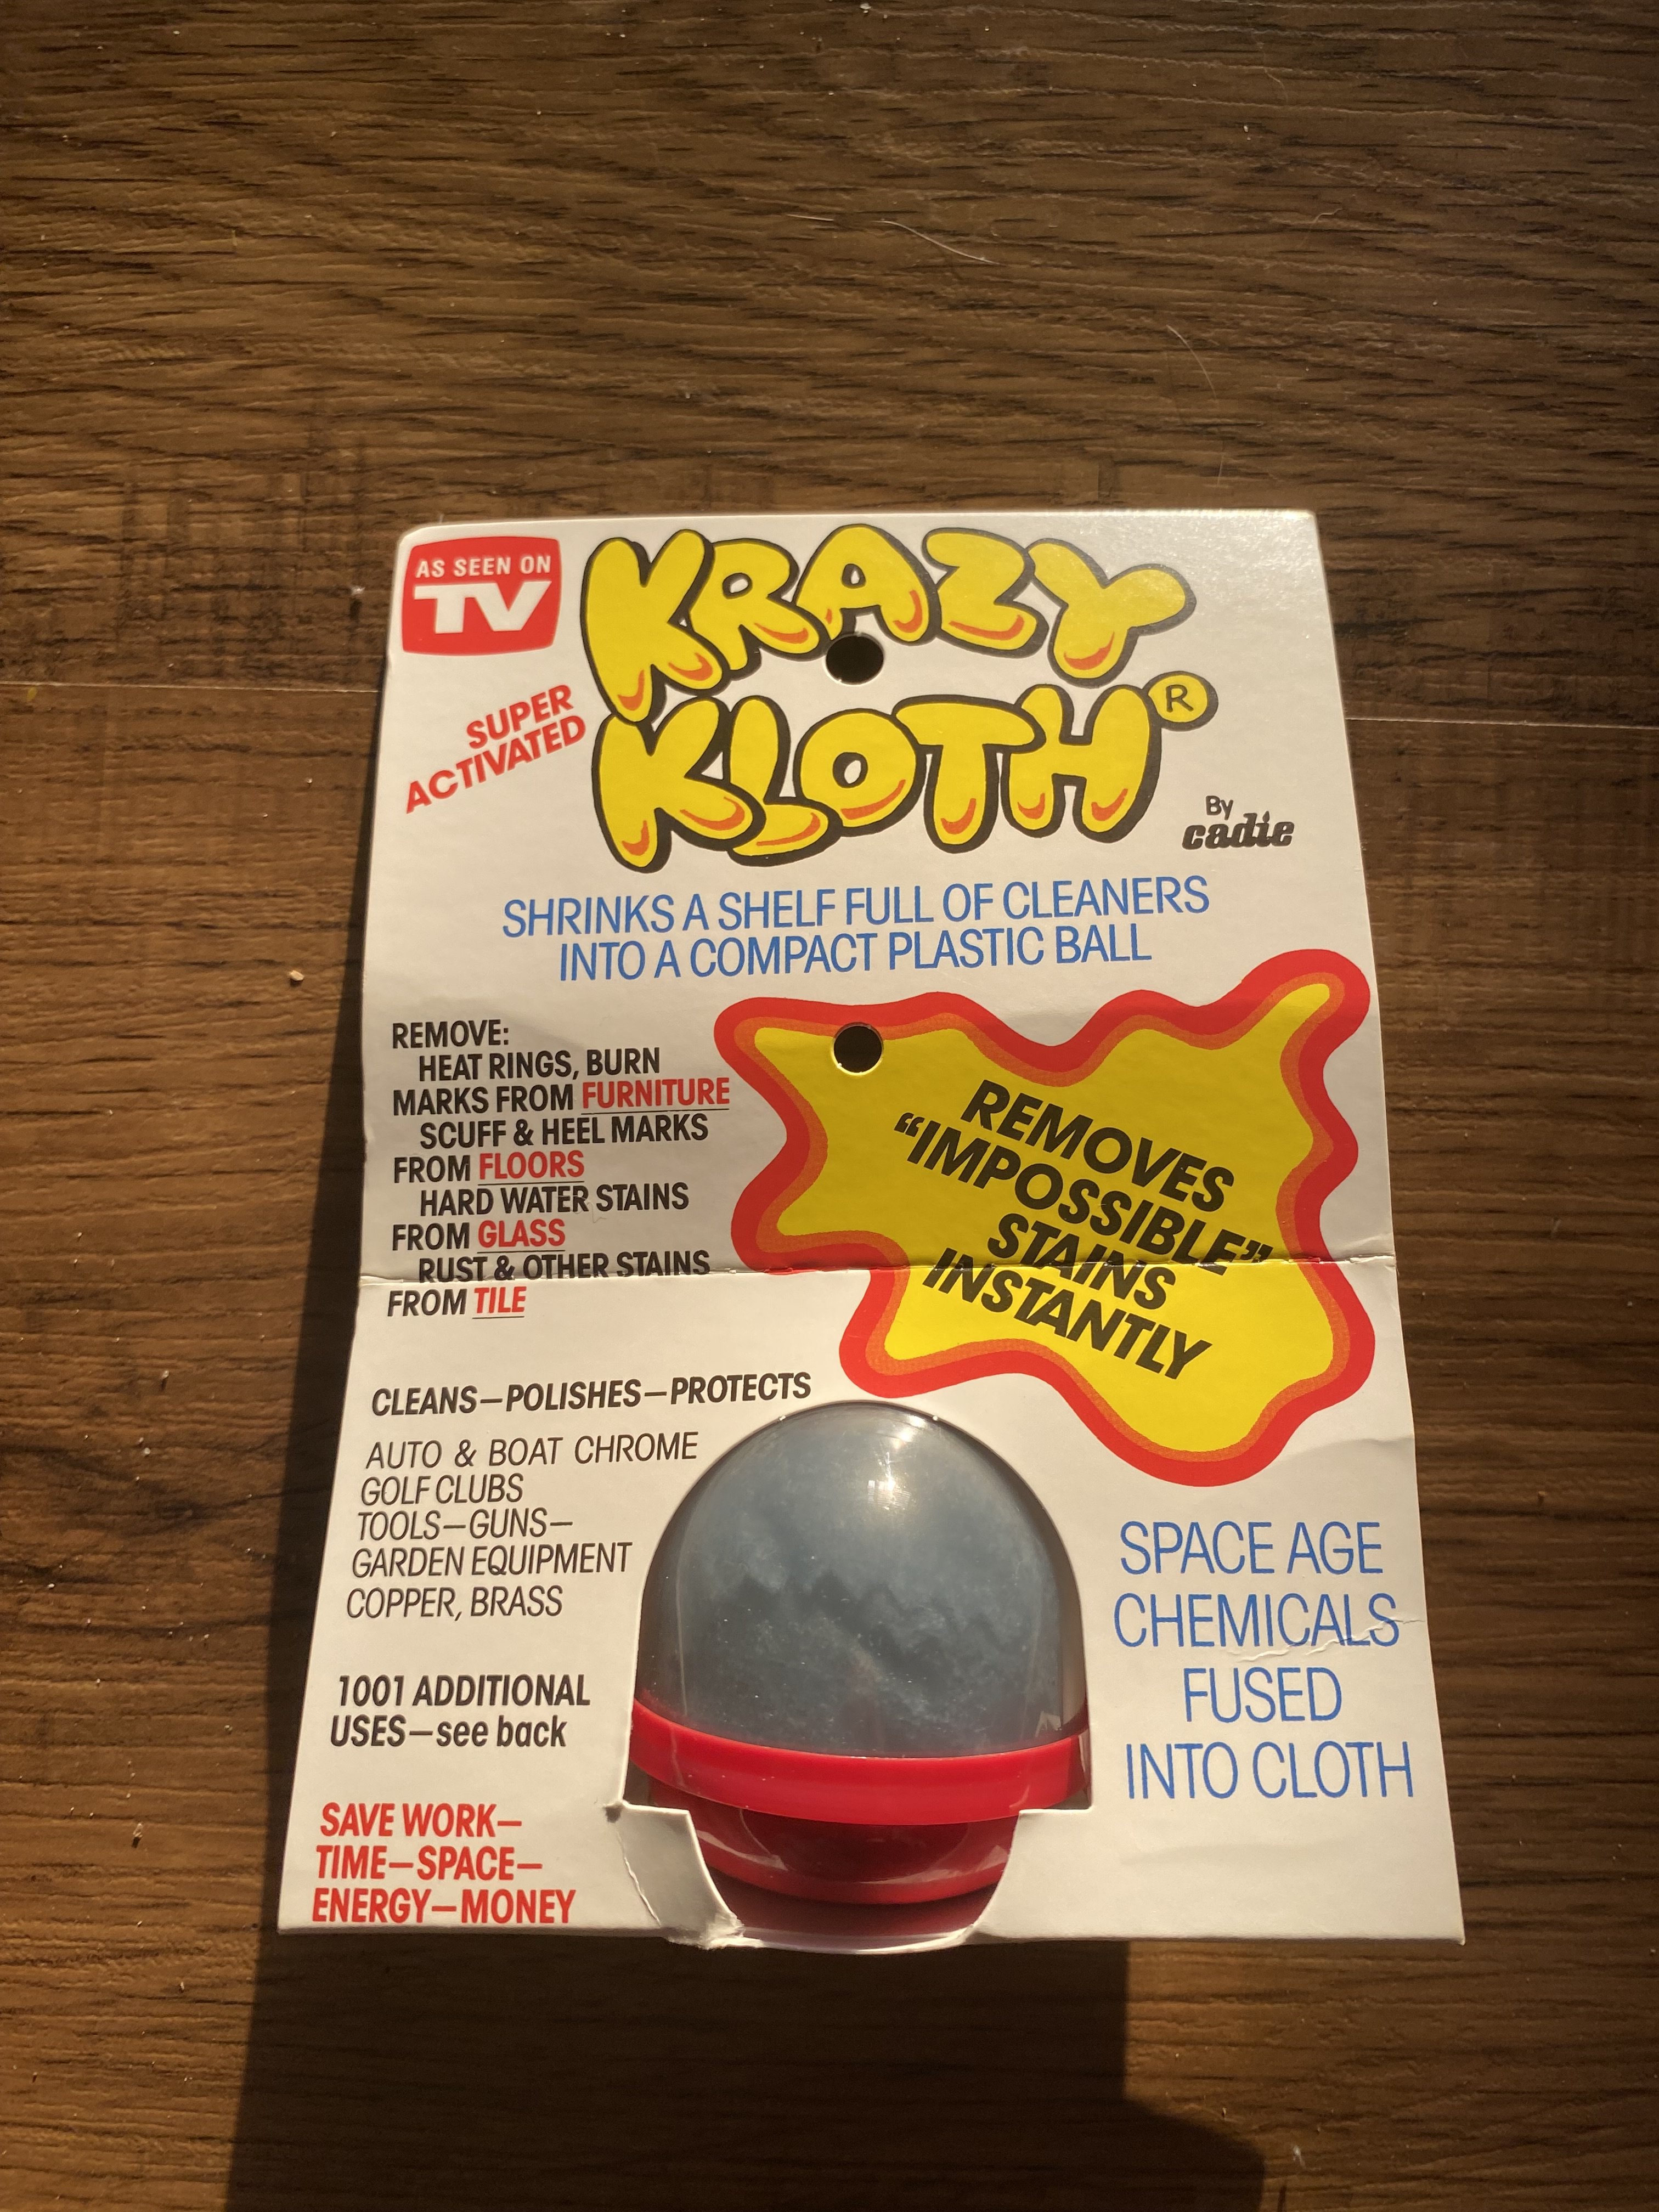 AS SEEN ON
TV
KRAZY
KLOTH®
SUPER
ACTIVATED
By
cadie
SHRINKS A SHELF FULL OF CLEANERS
INTO A COMPACT PLASTIC BALL
REMOVE:
HEAT RINGS, BURN
MARKS FROM FURNITURE
SCUFF & HEEL MARKS
FROM FLOORS
HARD WATER STAINS
FROM GLASS
RUST & OTHER STAINS
FROM TILE
REMOVES
“IMPOSSIBLE”
STAINS
INSTANTLY
CLEANS—POLISHES—PROTECTS
AUTO & BOAT CHROME
GOLF CLUBS
TOOLS—GUNS—
GARDEN EQUIPMENT
COPPER, BRASS
1001 ADDITIONAL
USES—see back
SAVE WORK—
TIME—SPACE—
ENERGY—MONEY
SPACE AGE
CHEMICALS
FUSED
INTO CLOTH